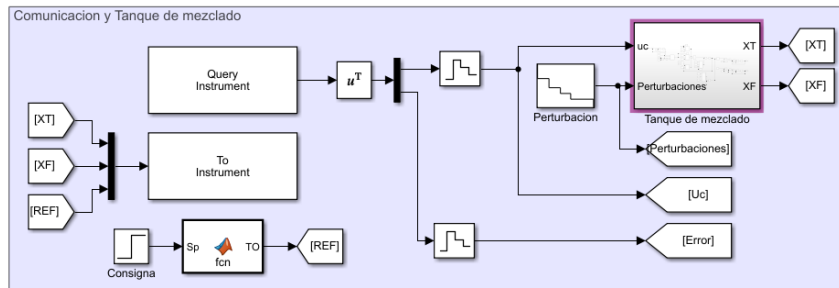 Comunicacion y Tanque de mezclado
Query
Instrument
uᵀ
uc
XT
[XT]
Perturbaciones
XF
[XF]
Perturbacion
Tanque de mezclado
[XT]
[XF]
[REF]
To
Instrument
[Perturbaciones]
[Uc]
Sp
fcn
TO
[REF]
[Error]
Consigna